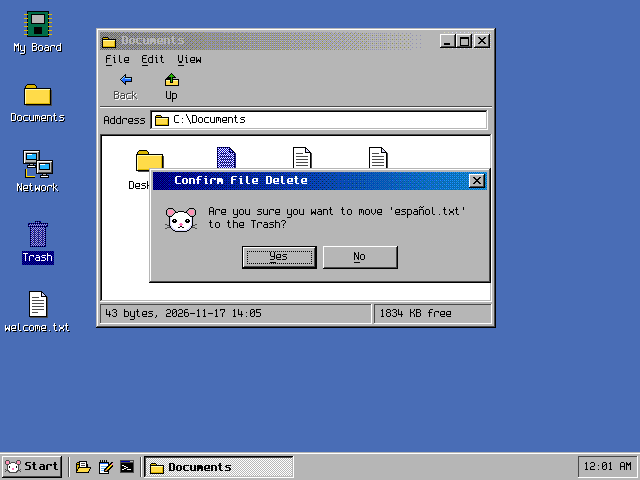 My Board
Documents
Network
Trash
welcome.txt
Documents
File Edit View
Back Up
Address C:\Documents
Confirm File Delete
Are you sure you want to move 'español.txt'
to the Trash?
Yes No
43 bytes, 2026-11-17 14:05 1834 KB free
Start Documents 12:01 AM